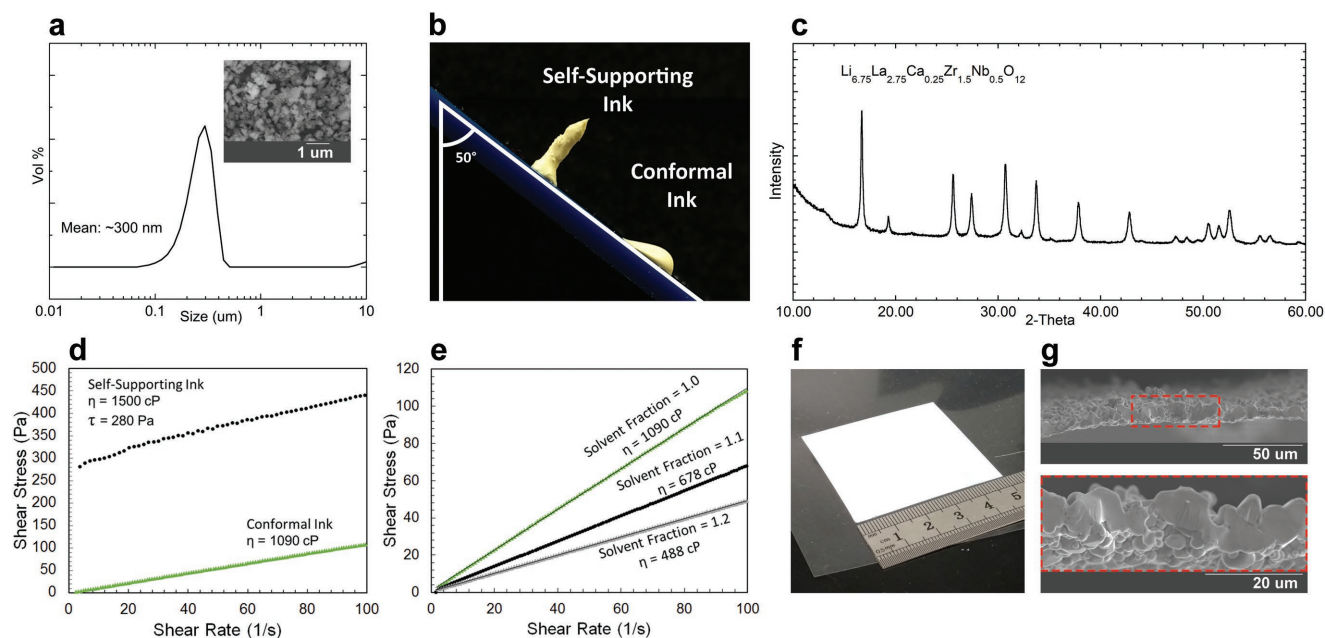 a
Vol %
Mean: ~300 nm
1 um
0.01
0.1
1
10
Size (um)
b
Self-Supporting
Ink
50°
Conformal
Ink
c
Li6.75La2.75Ca0.25Zr1.5Nb0.5O12
Intensity
10.00
20.00
30.00
40.00
50.00
60.00
2-Theta
d
Shear Stress (Pa)
500
450
400
350
300
250
200
150
100
50
0
Self-Supporting Ink
η = 1500 cP
τ = 280 Pa
Conformal Ink
η = 1090 cP
0
20
40
60
80
100
Shear Rate (1/s)
e
Shear Stress (Pa)
120
100
80
60
40
20
0
Solvent Fraction = 1.0
η = 1090 cP
Solvent Fraction = 1.1
η = 678 cP
Solvent Fraction = 1.2
η = 488 cP
0
20
40
60
80
100
Shear Rate (1/s)
f
cm
0.5mm
1
2
3
4
5
g
50 um
20 um